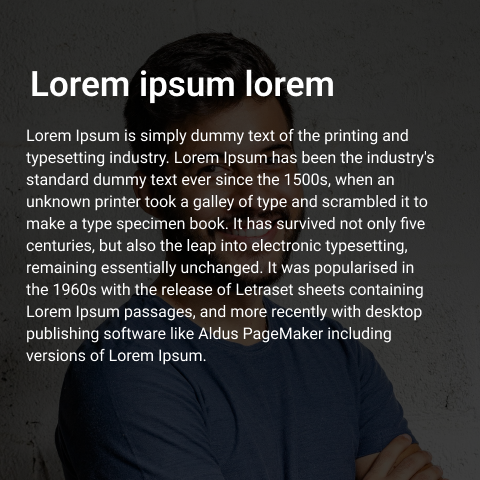 Lorem ipsum lorem
Lorem Ipsum is simply dummy text of the printing and
typesetting industry. Lorem Ipsum has been the industry's
standard dummy text ever since the 1500s, when an
unknown printer took a galley of type and scrambled it to
make a type specimen book. It has survived not only five
centuries, but also the leap into electronic typesetting,
remaining essentially unchanged. It was popularised in
the 1960s with the release of Letraset sheets containing
Lorem Ipsum passages, and more recently with desktop
publishing software like Aldus PageMaker including
versions of Lorem Ipsum.